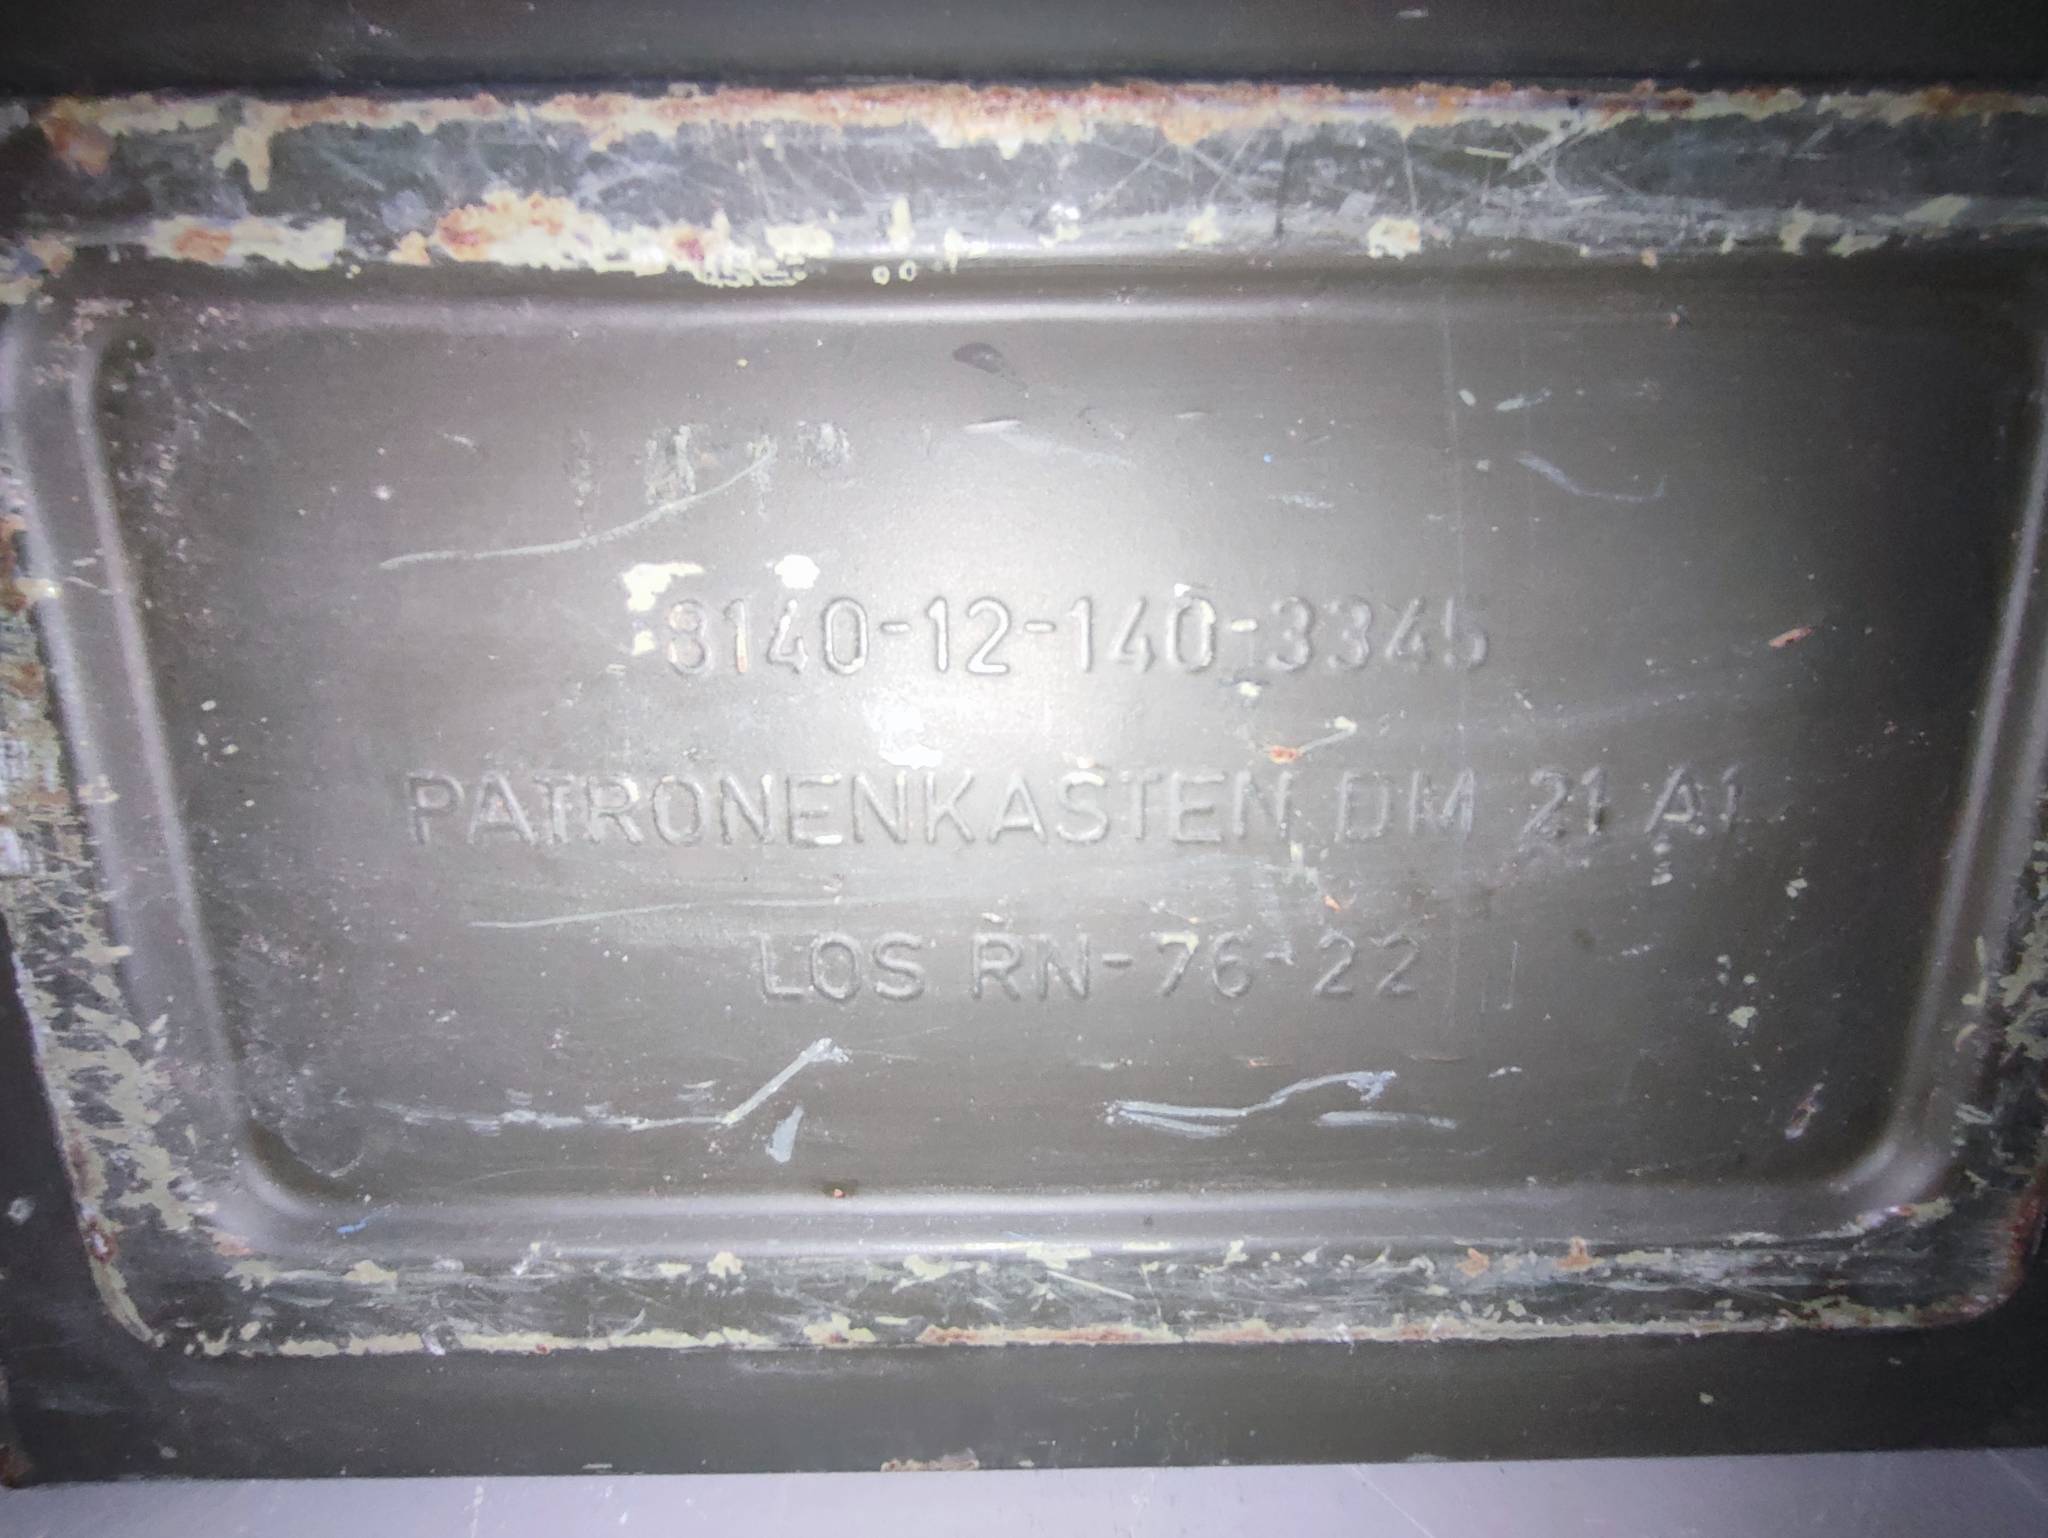 8140-12-140-3345
PATRONENKASTEN DM 21 A1
LOS RN-76-22